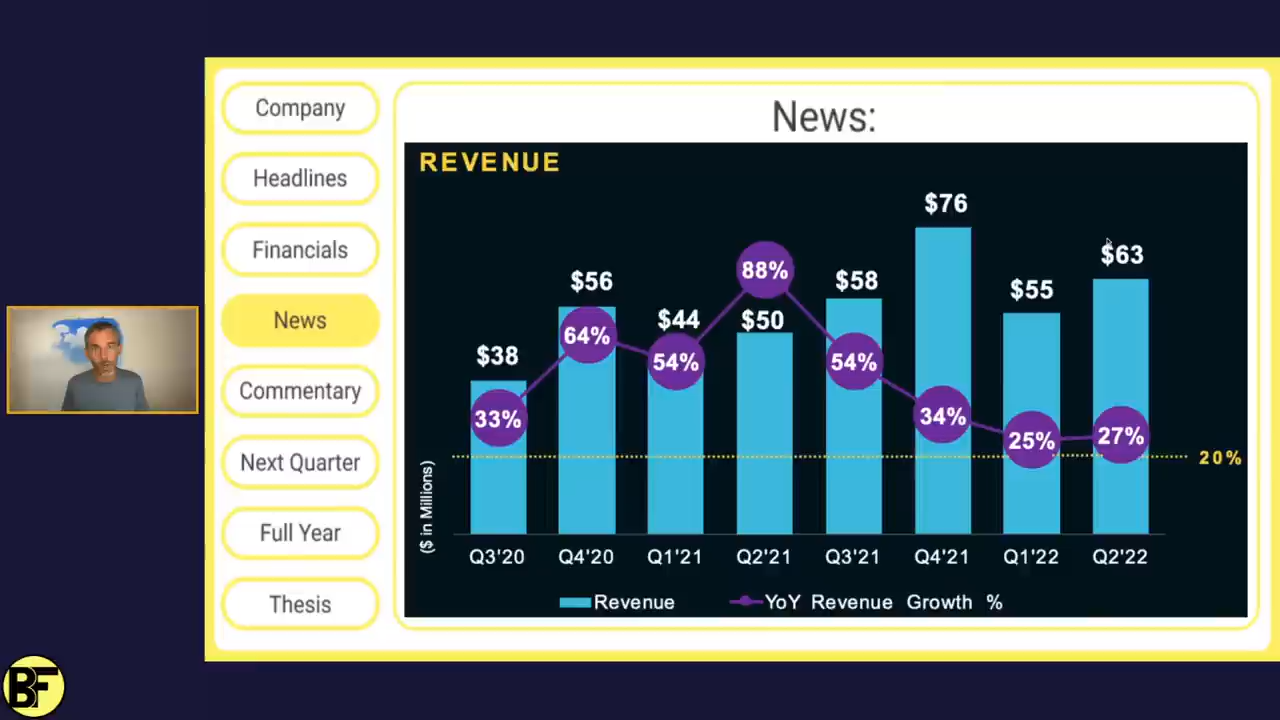 Company
Headlines
Financials
News
Commentary
Next Quarter
Full Year
Thesis
News:
REVENUE
$38
$56
$44
$50
$58
$76
$55
$63
33%
64%
54%
88%
54%
34%
25%
27%
20%
($ in Millions)
Q3'20 Q4'20 Q1'21 Q2'21 Q3'21 Q4'21 Q1'22 Q2'22
Revenue YoY Revenue Growth %
BF